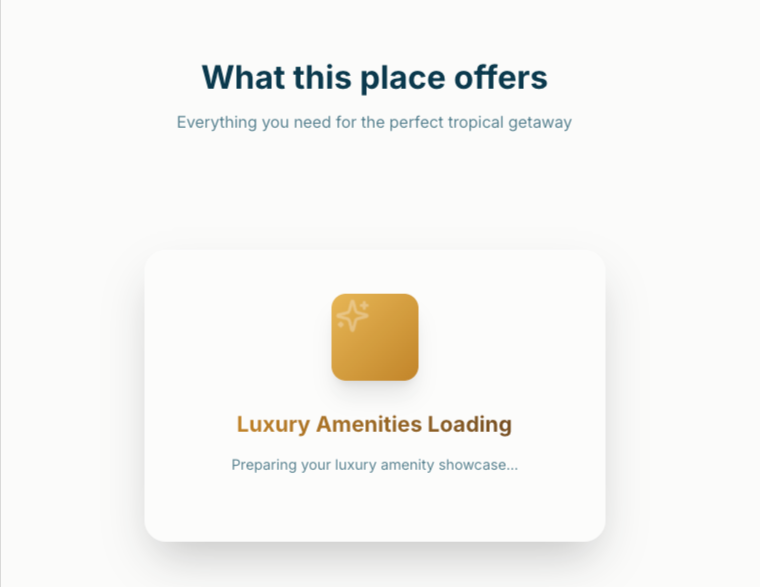 What this place offers
Everything you need for the perfect tropical getaway
Luxury Amenities Loading
Preparing your luxury amenity showcase...